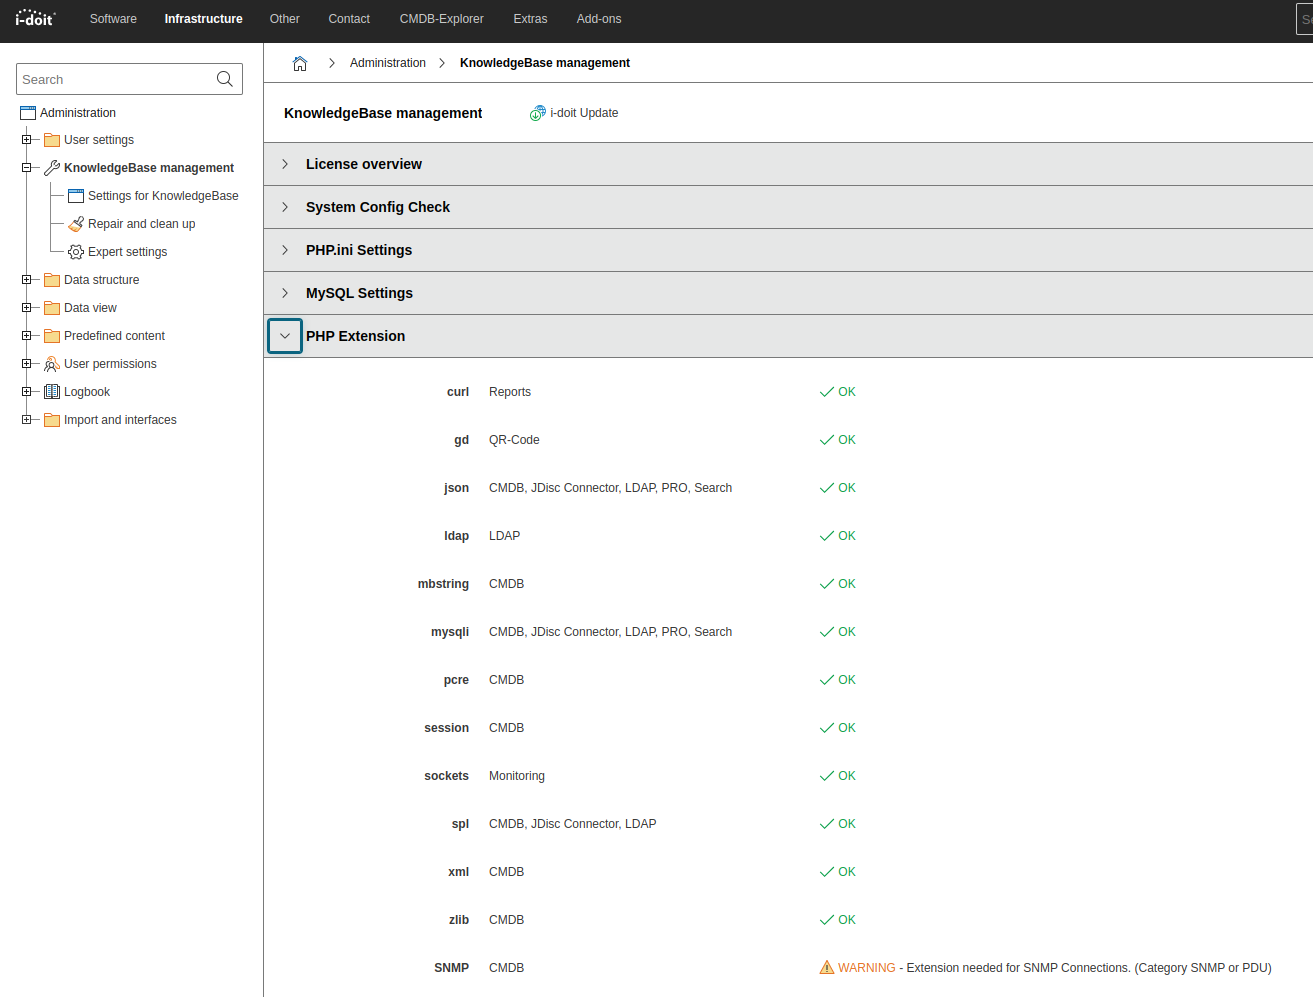 i-doit Software Infrastructure Other Contact CMDB-Explorer Extras Add-ons
Search
Administration
User settings
KnowledgeBase management
Settings for KnowledgeBase
Repair and clean up
Expert settings
Data structure
Data view
Predefined content
User permissions
Logbook
Import and interfaces
Administration KnowledgeBase management
KnowledgeBase management i-doit Update
License overview
System Config Check
PHP.ini Settings
MySQL Settings
PHP Extension
curl Reports OK
gd QR-Code OK
json CMDB, JDisc Connector, LDAP, PRO, Search OK
ldap LDAP OK
mbstring CMDB OK
mysqli CMDB, JDisc Connector, LDAP, PRO, Search OK
pcre CMDB OK
session CMDB OK
sockets Monitoring OK
spl CMDB, JDisc Connector, LDAP OK
xml CMDB OK
zlib CMDB OK
SNMP CMDB WARNING - Extension needed for SNMP Connections. (Category SNMP or PDU)